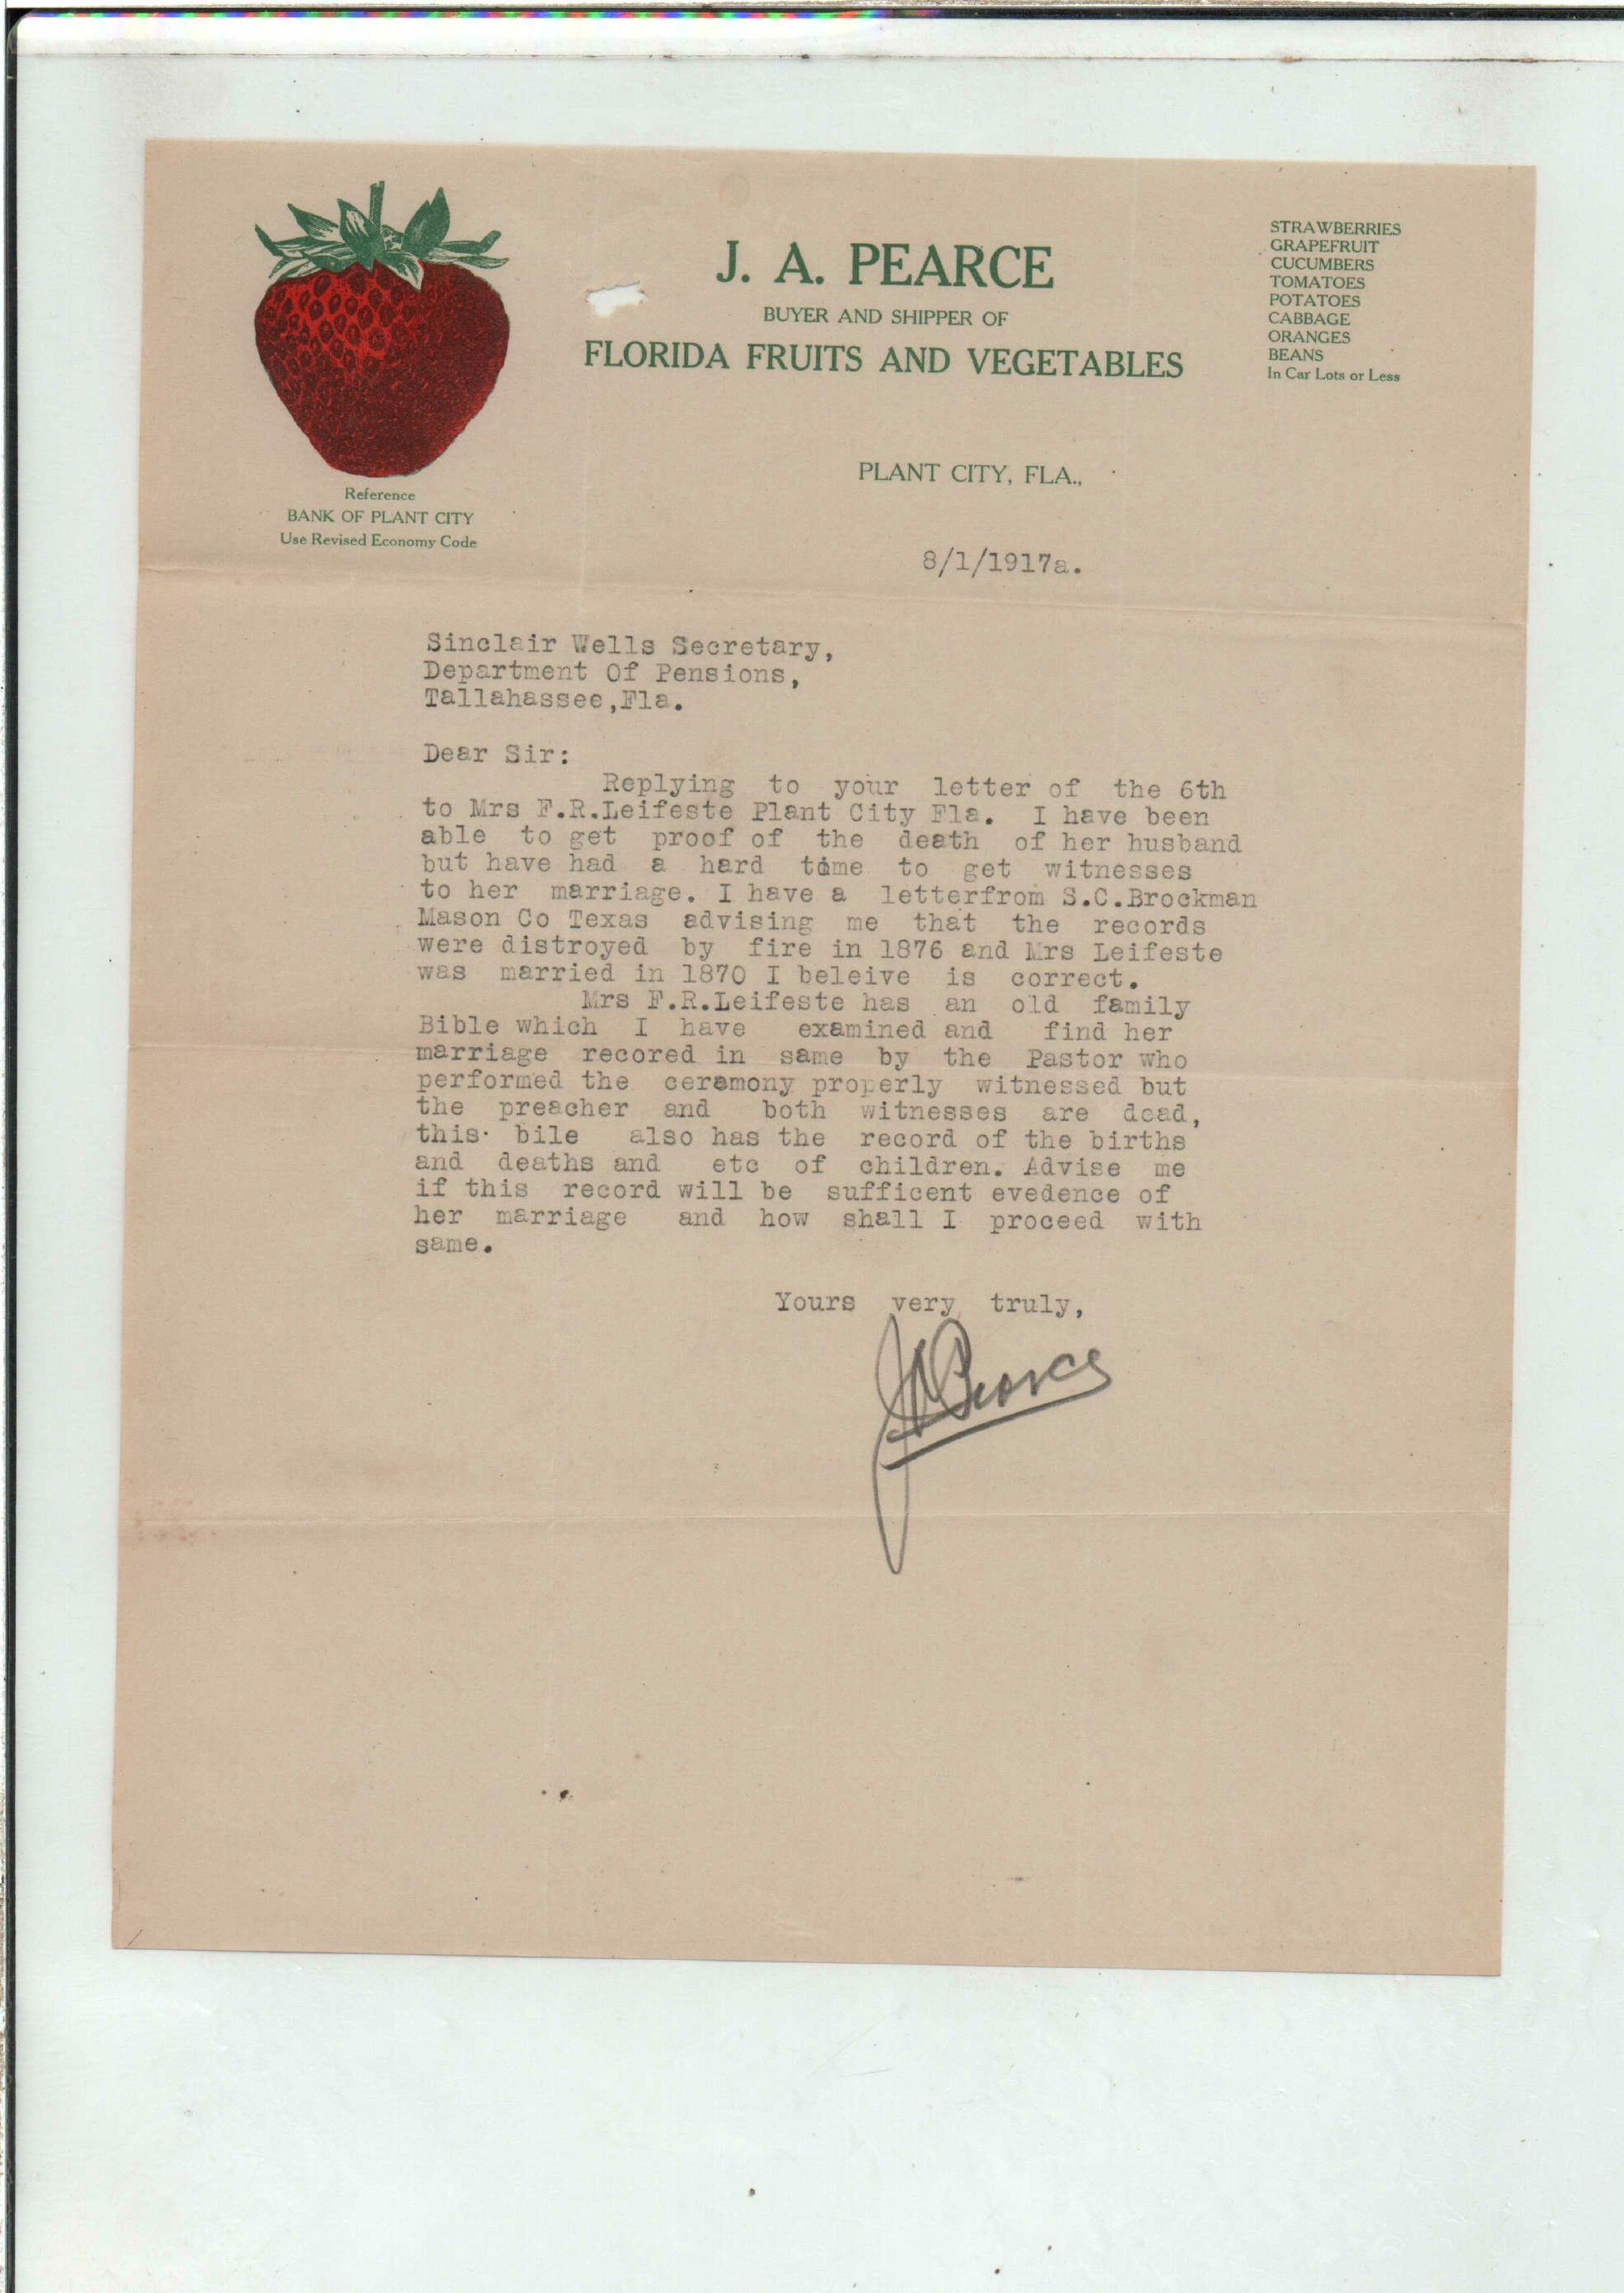 J. A. PEARCE
BUYER AND SHIPPER OF
FLORIDA FRUITS AND VEGETABLES
STRAWBERRIES
GRAPEFRUIT
CUCUMBERS
TOMATOES
POTATOES
CABBAGE
ORANGES
BEANS
In Car Lots or Less
PLANT CITY, FLA.,
Reference
BANK OF PLANT CITY
Use Revised Economy Code
8/1/1917a.
Sinclair Wells Secretary,
Department Of Pensions,
Tallahassee,Fla.
Dear Sir:
Replying to your letter of the 6th
to Mrs F.R.Leifeste Plant City Fla. I have been
able to get proof of the death of her husband
but have had a hard time to get witnesses
to her marriage. I have a letterfrom S.C.Brockman
Mason Co Texas advising me that the records
were distroyed by fire in 1876 and Mrs Leifeste
was married in 1870 I beleive is correct.
Mrs F.R.Leifeste has an old family
Bible which I have examined and find her
marriage recored in same by the Pastor who
performed the ceremony properly witnessed but
the preacher and both witnesses are dead,
this bile also has the record of the births
and deaths and etc of children. Advise me
if this record will be sufficent evedence of
her marriage and how shall I proceed with
same.
Yours very truly,
JA Pearce